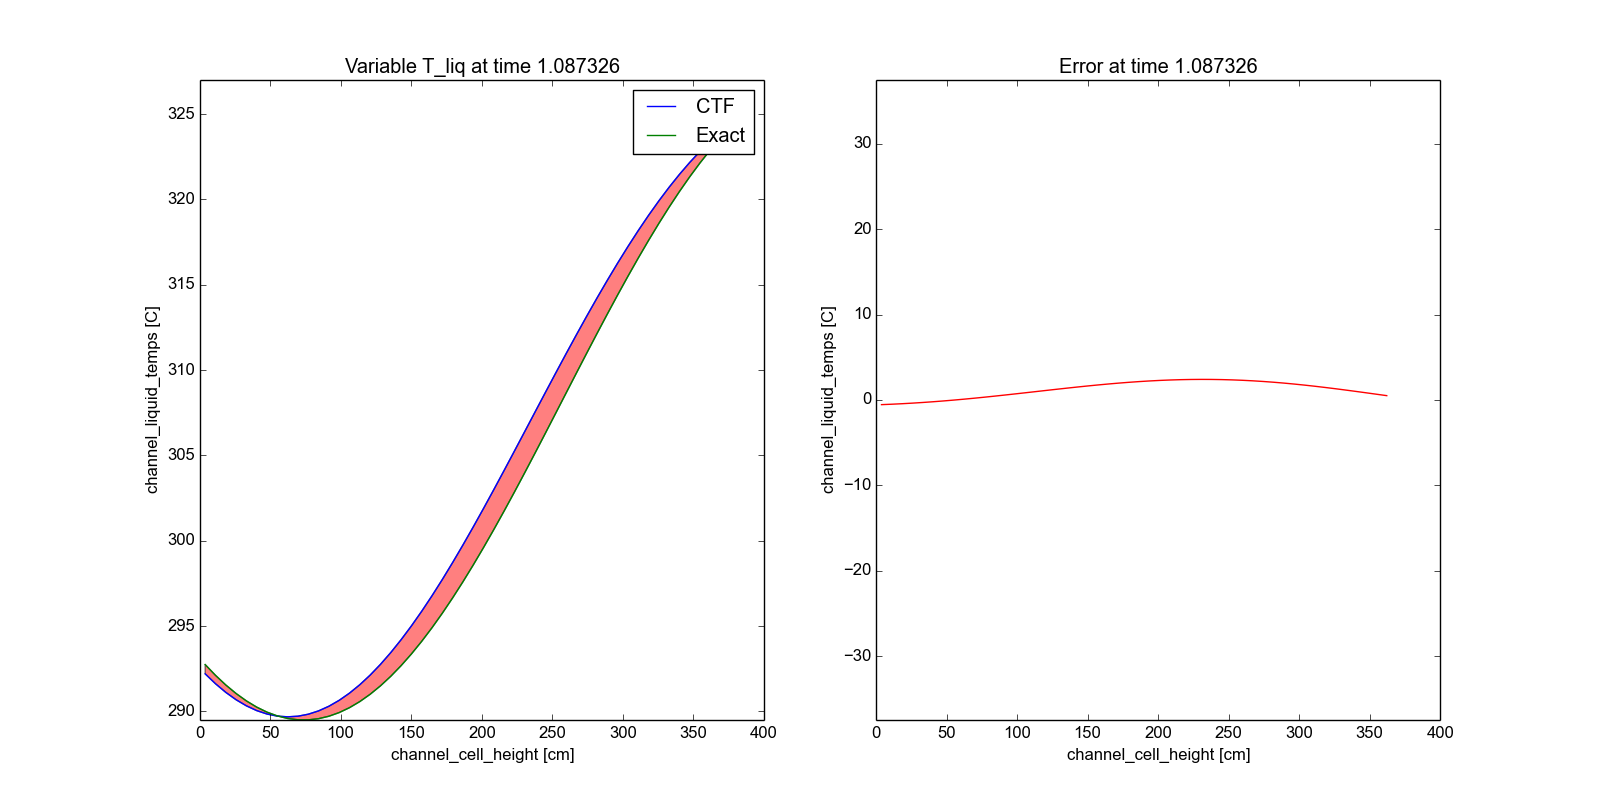 Variable T_liq at time 1.087326
CTF
Exact
325
320
315
310
305
300
295
290
0 50 100 150 200 250 300 350 400
channel_liquid_temps [C]
channel_cell_height [cm]
Error at time 1.087326
30
20
10
0
−10
−20
−30
0 50 100 150 200 250 300 350 400
channel_liquid_temps [C]
channel_cell_height [cm]